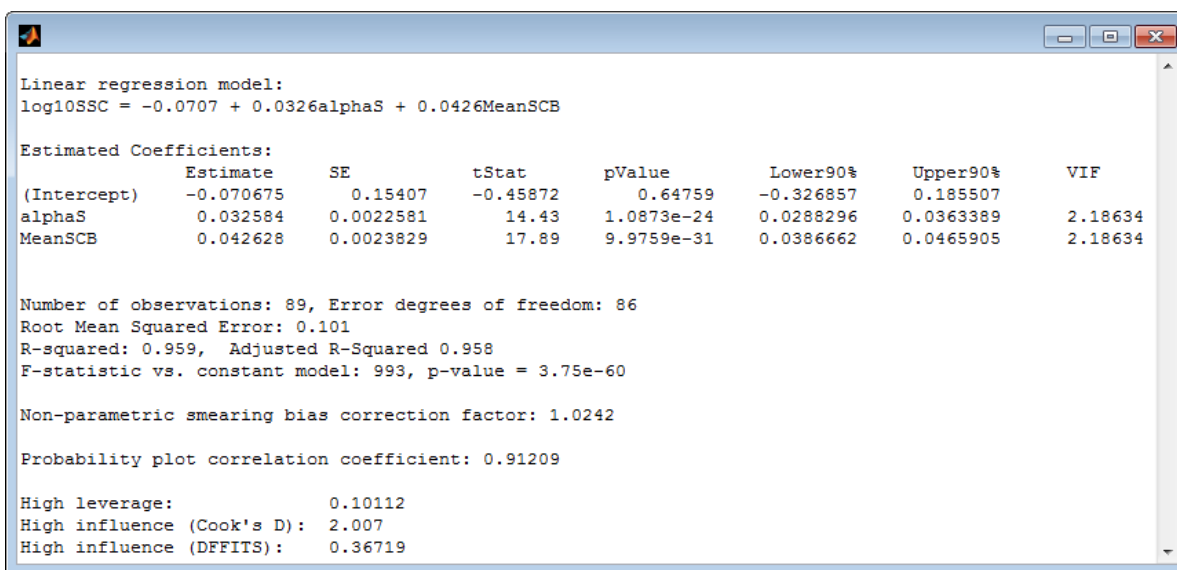 Linear regression model:
log10SSC = -0.0707 + 0.0326alphaS + 0.0426MeanSCB
Estimated Coefficients:
Estimate SE tStat pValue Lower90% Upper90% VIF
(Intercept) -0.070675 0.15407 -0.45872 0.64759 -0.326857 0.185507
alphaS 0.032584 0.0022581 14.43 1.0873e-24 0.0288296 0.0363389 2.18634
MeanSCB 0.042628 0.0023829 17.89 9.9759e-31 0.0386662 0.0465905 2.18634
Number of observations: 89, Error degrees of freedom: 86
Root Mean Squared Error: 0.101
R-squared: 0.959,  Adjusted R-Squared 0.958
F-statistic vs. constant model: 993, p-value = 3.75e-60
Non-parametric smearing bias correction factor: 1.0242
Probability plot correlation coefficient: 0.91209
High leverage: 0.10112
High influence (Cook's D): 2.007
High influence (DFFITS): 0.36719